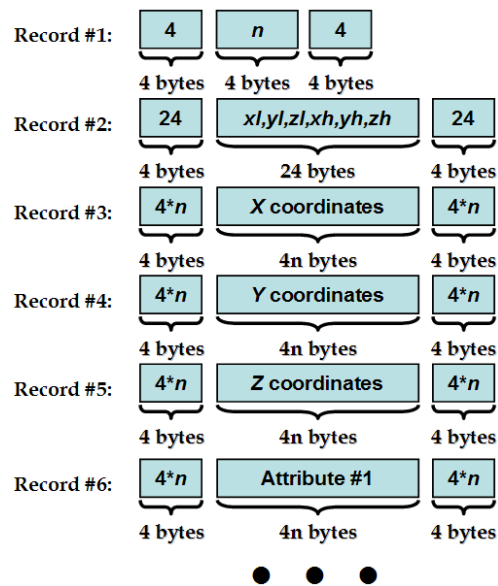 Record #1: 4 n 4
4 bytes 4 bytes 4 bytes
Record #2: 24 xl,yl,zl,xh,yh,zh 24
4 bytes 24 bytes 4 bytes
Record #3: 4*n X coordinates 4*n
4 bytes 4n bytes 4 bytes
Record #4: 4*n Y coordinates 4*n
4 bytes 4n bytes 4 bytes
Record #5: 4*n Z coordinates 4*n
4 bytes 4n bytes 4 bytes
Record #6: 4*n Attribute #1 4*n
4 bytes 4n bytes 4 bytes
● ● ●